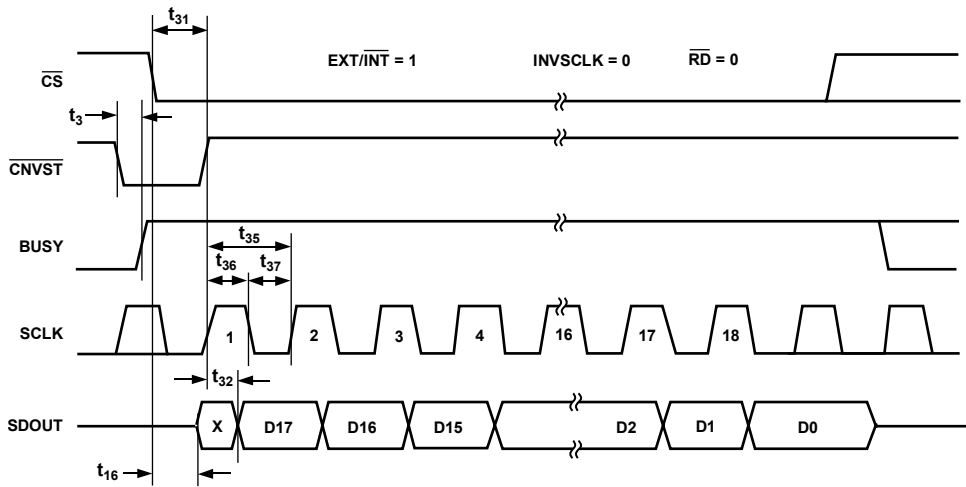 t31
EXT/INT = 1 INVSCLK = 0 RD = 0
CS
t3
CNVST
BUSY
t35
t36 t37
SCLK 1 2 3 4 16 17 18
t32
SDOUT X D17 D16 D15 D2 D1 D0
t16